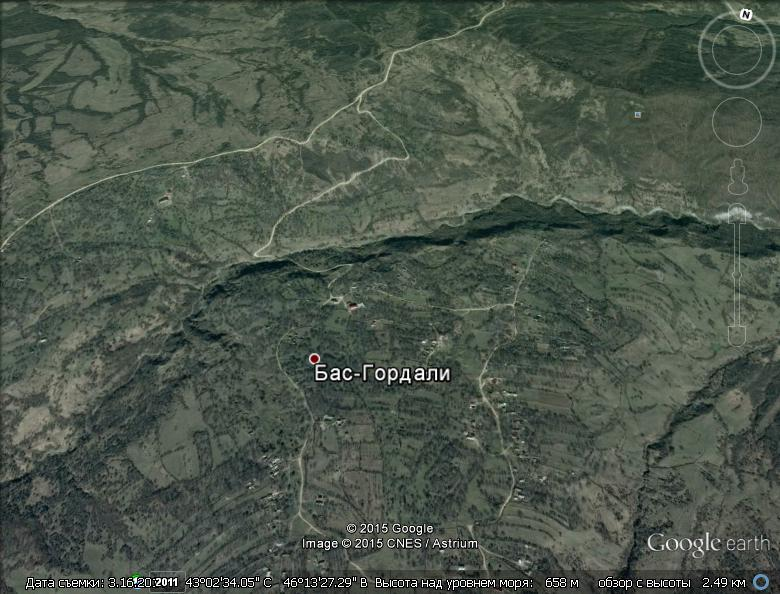 N
Бас-Гордали
© 2015 Google
Image © 2015 CNES / Astrium
Google earth
Дата съемки: 3.16.20 2011 43°02'34.05" С 46°13'27.29" В Высота над уровнем моря: 658 м обзор с высоты 2.49 км